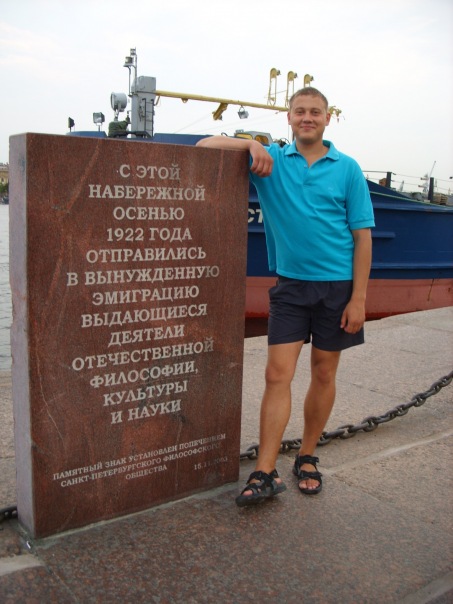 С ЭТОЙ
НАБЕРЕЖНОЙ
ОСЕНЬЮ
1922 ГОДА
ОТПРАВИЛИСЬ
В ВЫНУЖДЕННУЮ
ЭМИГРАЦИЮ
ВЫДАЮЩИЕСЯ
ДЕЯТЕЛИ
ОТЕЧЕСТВЕННОЙ
ФИЛОСОФИИ,
КУЛЬТУРЫ
И НАУКИ
ПАМЯТНЫЙ ЗНАК УСТАНОВЛЕН ПОПЕЧЕНИЕМ
САНКТ-ПЕТЕРБУРГСКОГО ФИЛОСОФСКОГО
ОБЩЕСТВА